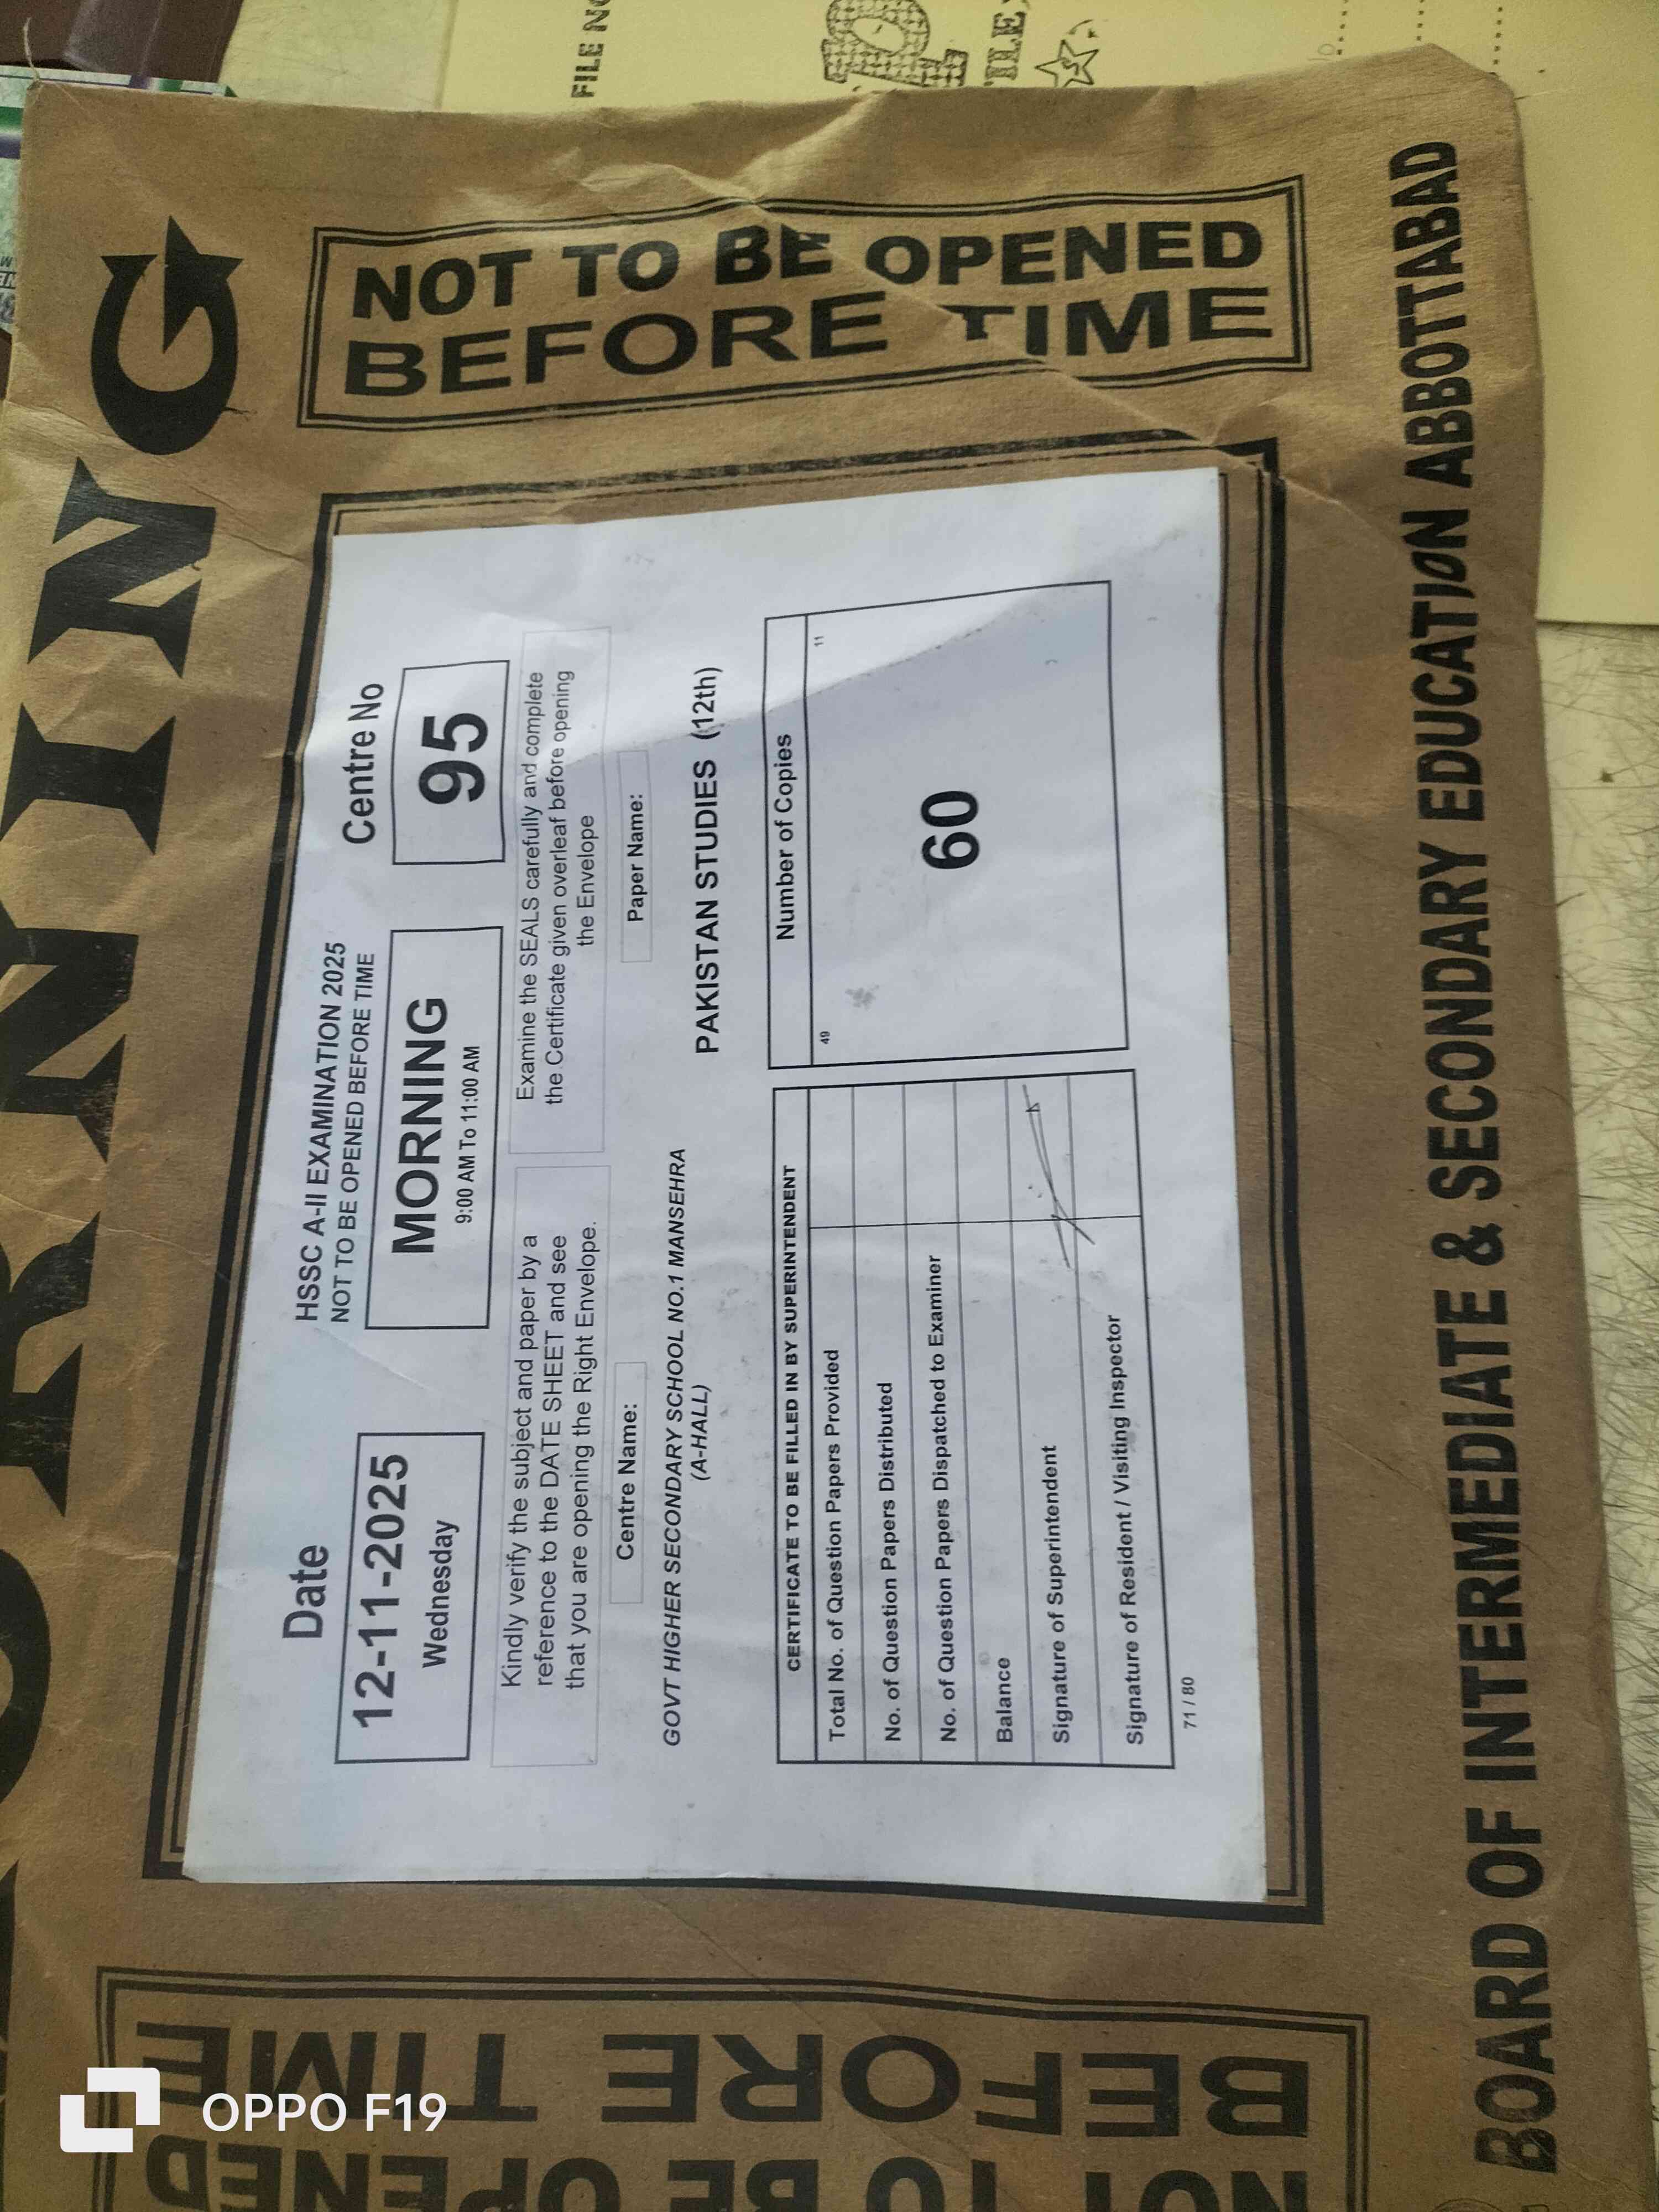 MORNING
NOT TO BE OPENED
BEFORE TIME
HSSC A-II EXAMINATION 2025
NOT TO BE OPENED BEFORE TIME
Date
12-11-2025
Wednesday
MORNING
9:00 AM To 11:00 AM
Centre No
95
Kindly verify the subject and paper by a
reference to the DATE SHEET and see
that you are opening the Right Envelope.
Examine the SEALS carefully and complete
the Certificate given overleaf before opening
the Envelope
Centre Name:
GOVT HIGHER SECONDARY SCHOOL NO.1 MANSEHRA
(A-HALL)
Paper Name:
PAKISTAN STUDIES (12th)
CERTIFICATE TO BE FILLED IN BY SUPERINTENDENT
Total No. of Question Papers Provided
No. of Question Papers Distributed
No. of Question Papers Dispatched to Examiner
Balance
Signature of Superintendent
Signature of Resident / Visiting Inspector
Number of Copies
49
11
60
71 / 80
NOT TO BE OPENED
BEFORE TIME
BOARD OF INTERMEDIATE & SECONDARY EDUCATION ABBOTTABAD
FILE NO
FILE
OPPO F19